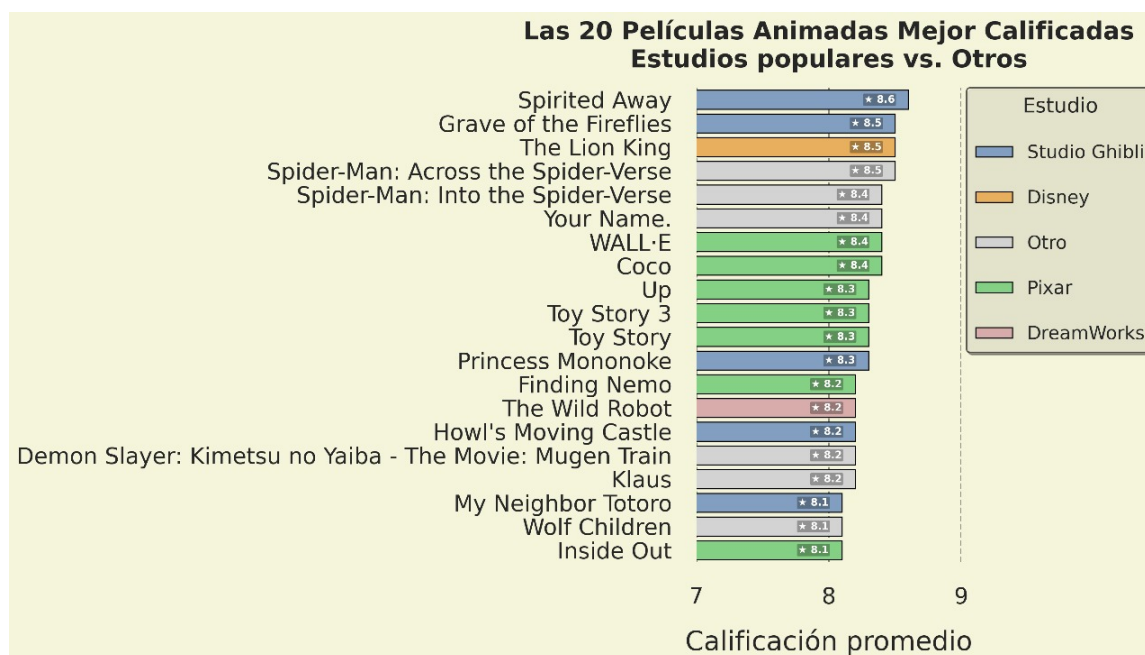 Las 20 Películas Animadas Mejor Calificadas
Estudios populares vs. Otros
Spirited Away ★ 8.6
Grave of the Fireflies ★ 8.5
The Lion King ★ 8.5
Spider-Man: Across the Spider-Verse ★ 8.5
Spider-Man: Into the Spider-Verse ★ 8.4
Your Name. ★ 8.4
WALL·E ★ 8.4
Coco ★ 8.4
Up ★ 8.3
Toy Story 3 ★ 8.3
Toy Story ★ 8.3
Princess Mononoke ★ 8.3
Finding Nemo ★ 8.2
The Wild Robot ★ 8.2
Howl's Moving Castle ★ 8.2
Demon Slayer: Kimetsu no Yaiba - The Movie: Mugen Train ★ 8.2
Klaus ★ 8.2
My Neighbor Totoro ★ 8.1
Wolf Children ★ 8.1
Inside Out ★ 8.1
7 8 9
Calificación promedio
Estudio
Studio Ghibli
Disney
Otro
Pixar
DreamWorks